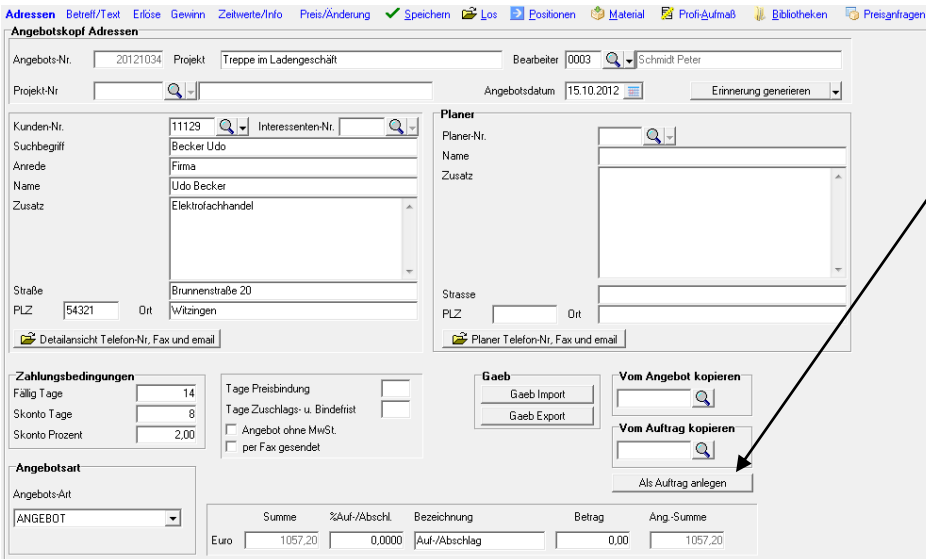 Adressen Betreff/Text Erlöse Gewinn Zeitwerte/Info Preis/Änderung Speichern Los Positionen Material Profi-Aufmaß Bibliotheken Preisanfragen
Angebotskopf Adressen
Angebots-Nr. 20121034 Projekt Treppe im Ladengeschäft Bearbeiter 0003 Schmidt Peter
Projekt-Nr Angebotsdatum 15.10.2012 Erinnerung generieren
Kunden-Nr. 11129 Interessenten-Nr.
Suchbegriff Becker Udo
Anrede Firma
Name Udo Becker
Zusatz Elektrofachhandel
Straße Brunnenstraße 20
PLZ 54321 Ort Witzingen
Detailansicht Telefon-Nr, Fax und email
Planer
Planer-Nr.
Name
Zusatz
Strasse
PLZ Ort
Planer Telefon-Nr, Fax und email
Zahlungsbedingungen
Fällig Tage 14
Skonto Tage 8
Skonto Prozent 2,00
Tage Preisbindung
Tage Zuschlags- u. Bindefrist
Angebot ohne MwSt.
per Fax gesendet
Gaeb
Gaeb Import
Gaeb Export
Vom Angebot kopieren
Vom Auftrag kopieren
Als Auftrag anlegen
Angebotsart
Angebots-Art
ANGEBOT
Summe %Auf-/Abschl. Bezeichnung Betrag Ang.-Summe
Euro 1057,20 0,0000 Auf-/Abschlag 0,00 1057,20